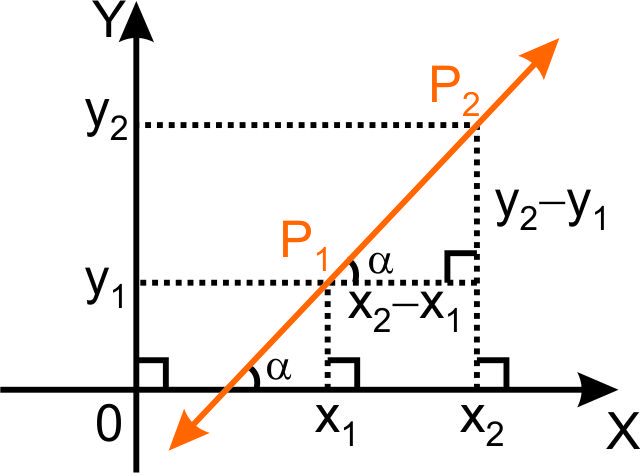 Y
P₂
y₂
y₂–y₁
P₁
α
y₁
x₂–x₁
α
0
x₁
x₂
X